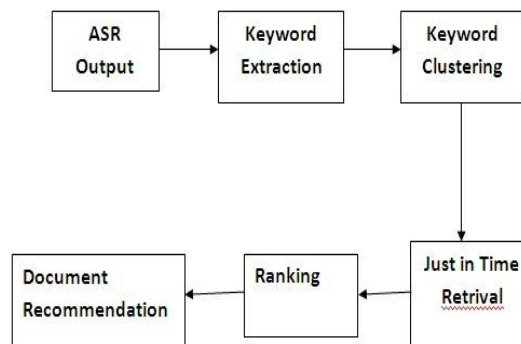 ASR
Output
Keyword
Extraction
Keyword
Clustering
Just in Time
Retrival
Ranking
Document
Recommendation